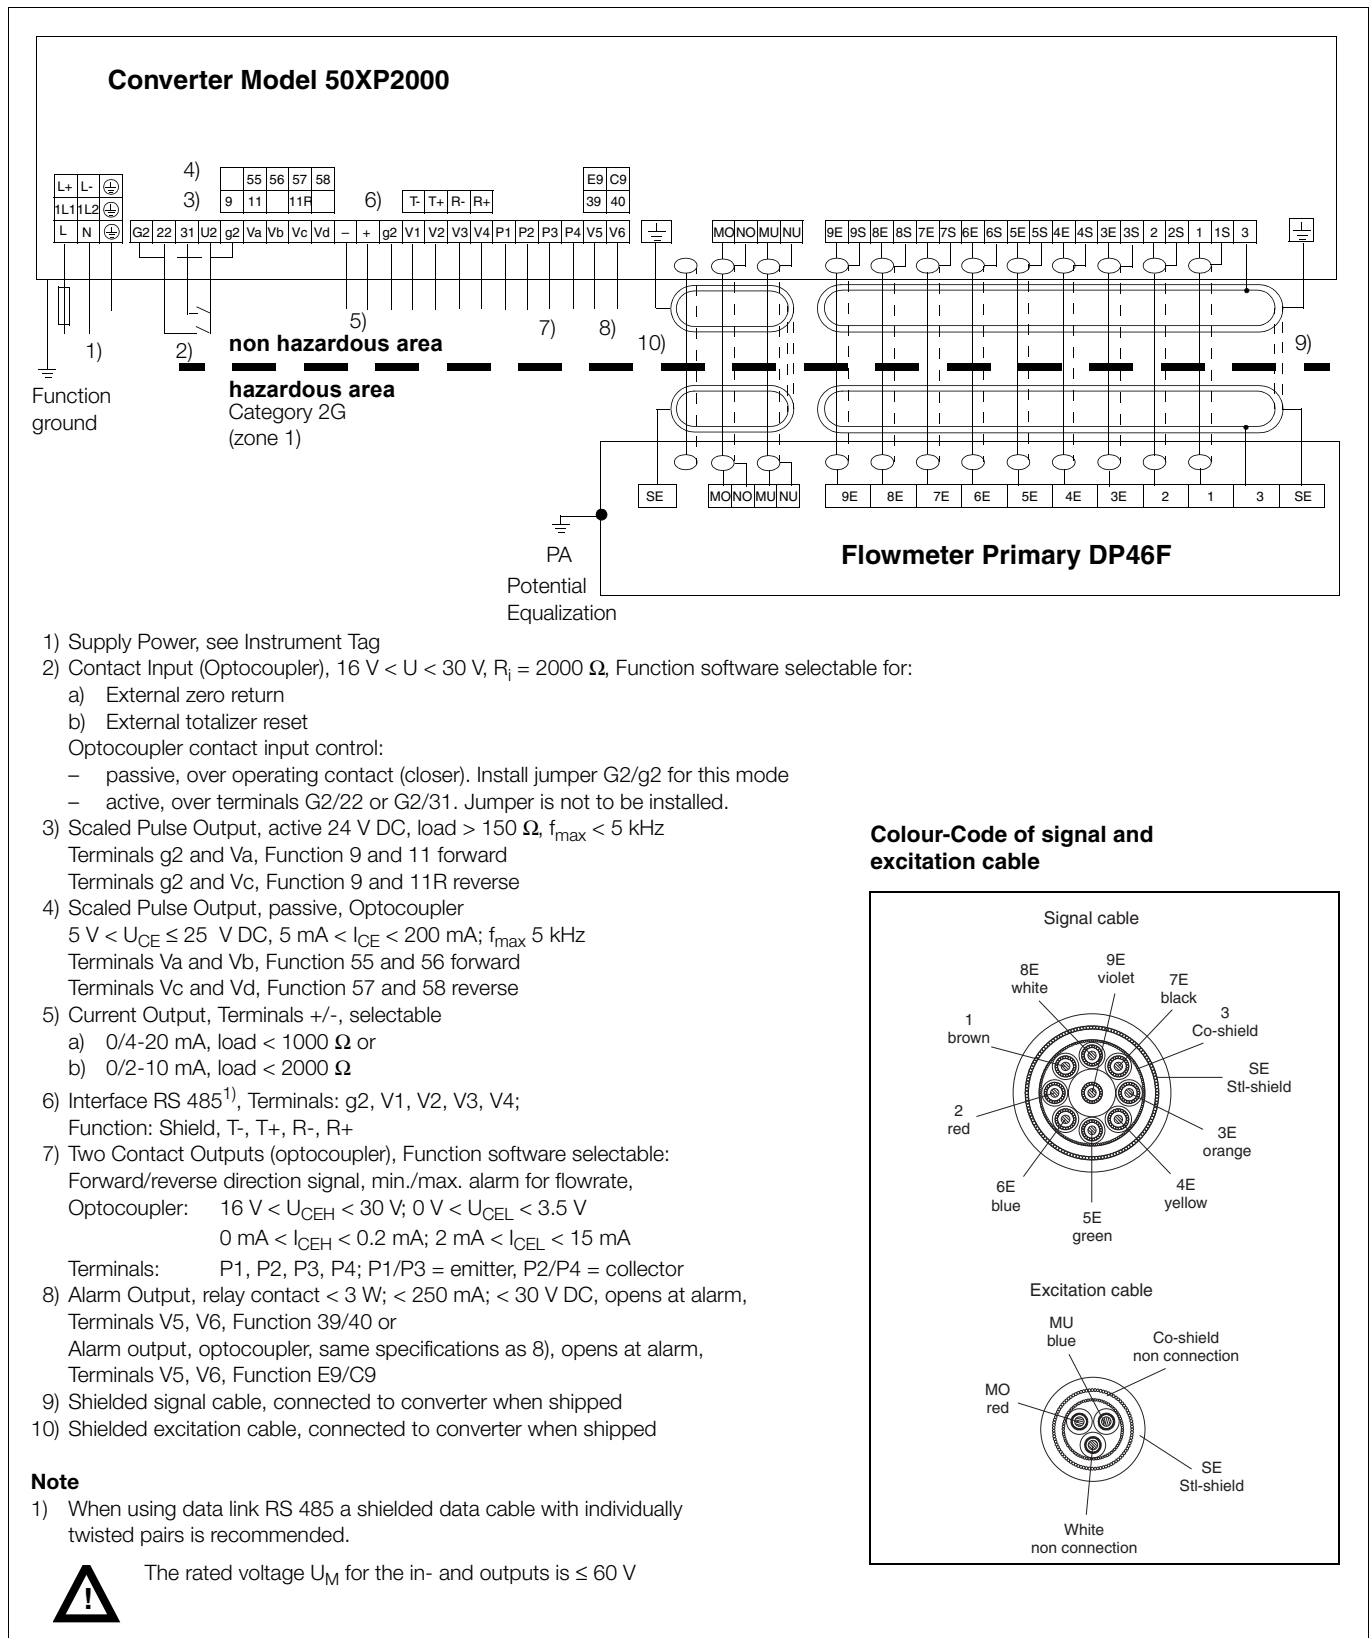 Converter Model 50XP2000
4)
55 56 57 58
E9 C9
L+ L-
3)
9 11 11R
6)
T- T+ R- R+
39 40
1L1 1L2
L N G2 22 31 U2 g2 Va Vb Vc Vd – + g2 V1 V2 V3 V4 P1 P2 P3 P4 V5 V6 MO NO MU NU 9E 9S 8E 8S 7E 7S 6E 6S 5E 5S 4E 4S 3E 3S 2 2S 1 1S 3
1) 2) 5) 7) 8) 10) 9)
non hazardous area
hazardous area
Category 2G
(zone 1)
Function
ground
SE MO NO MU NU 9E 8E 7E 6E 5E 4E 3E 2 1 3 SE
Flowmeter Primary DP46F
PA
Potential
Equalization
1) Supply Power, see Instrument Tag
2) Contact Input (Optocoupler), 16 V < U < 30 V, Ri = 2000 Ω, Function software selectable for:
a) External zero return
b) External totalizer reset
Optocoupler contact input control:
– passive, over operating contact (closer). Install jumper G2/g2 for this mode
– active, over terminals G2/22 or G2/31. Jumper is not to be installed.
3) Scaled Pulse Output, active 24 V DC, load > 150 Ω, fmax < 5 kHz
Terminals g2 and Va, Function 9 and 11 forward
Terminals g2 and Vc, Function 9 and 11R reverse
4) Scaled Pulse Output, passive, Optocoupler
5 V < UCE ≤ 25 V DC, 5 mA < ICE < 200 mA; fmax 5 kHz
Terminals Va and Vb, Function 55 and 56 forward
Terminals Vc and Vd, Function 57 and 58 reverse
5) Current Output, Terminals +/-, selectable
a) 0/4-20 mA, load < 1000 Ω or
b) 0/2-10 mA, load < 2000 Ω
6) Interface RS 485¹⁾, Terminals: g2, V1, V2, V3, V4;
Function: Shield, T-, T+, R-, R+
7) Two Contact Outputs (optocoupler), Function software selectable:
Forward/reverse direction signal, min./max. alarm for flowrate,
Optocoupler: 16 V < UCEH < 30 V; 0 V < UCEL < 3.5 V
0 mA < ICEH < 0.2 mA; 2 mA < ICEL < 15 mA
Terminals: P1, P2, P3, P4; P1/P3 = emitter, P2/P4 = collector
8) Alarm Output, relay contact < 3 W; < 250 mA; < 30 V DC, opens at alarm,
Terminals V5, V6, Function 39/40 or
Alarm output, optocoupler, same specifications as 8), opens at alarm,
Terminals V5, V6, Function E9/C9
9) Shielded signal cable, connected to converter when shipped
10) Shielded excitation cable, connected to converter when shipped
Note
1) When using data link RS 485 a shielded data cable with individually
twisted pairs is recommended.
!
The rated voltage UM for the in- and outputs is ≤ 60 V
Colour-Code of signal and
excitation cable
Signal cable
9E
violet
8E
white
7E
black
1
brown
3
Co-shield
SE
Stl-shield
2
red
3E
orange
6E
blue
4E
yellow
5E
green
Excitation cable
MU
blue
Co-shield
non connection
MO
red
SE
Stl-shield
White
non connection